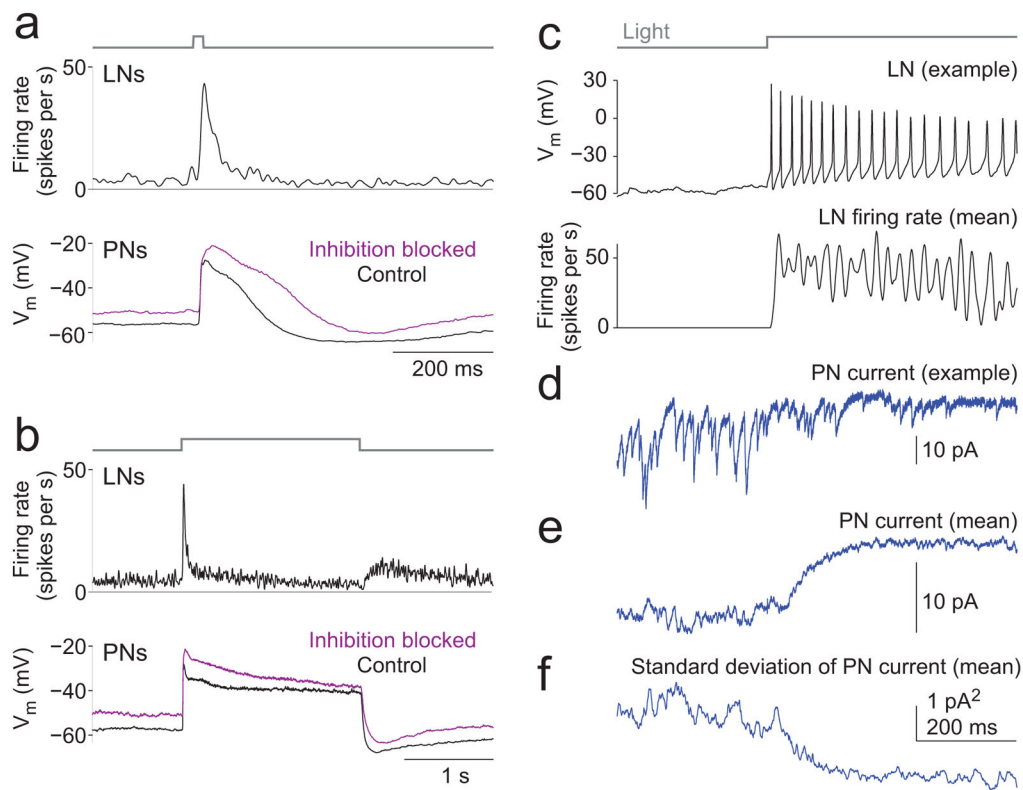 a
LNs
50
0
Firing rate
(spikes per s)
PNs
−20
−40
−60
Vm (mV)
Inhibition blocked
Control
200 ms
b
LNs
50
0
Firing rate
(spikes per s)
PNs
−20
−40
−60
Vm (mV)
Inhibition blocked
Control
1 s
c
Light
LN (example)
30
0
−30
−60
Vm (mV)
LN firing rate (mean)
50
0
Firing rate
(spikes per s)
d
PN current (example)
10 pA
e
PN current (mean)
10 pA
f
Standard deviation of PN current (mean)
1 pA²
200 ms